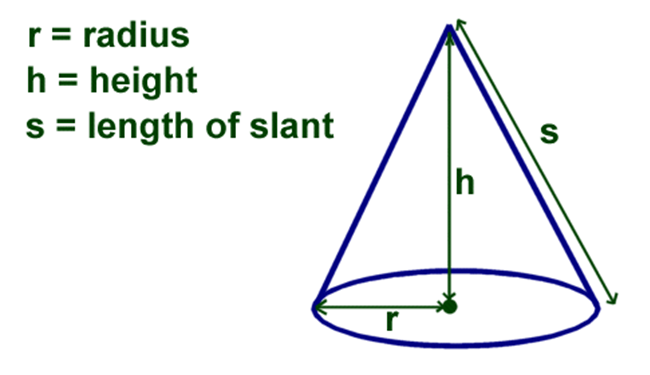 r = radius
h = height
s = length of slant
s
h
r